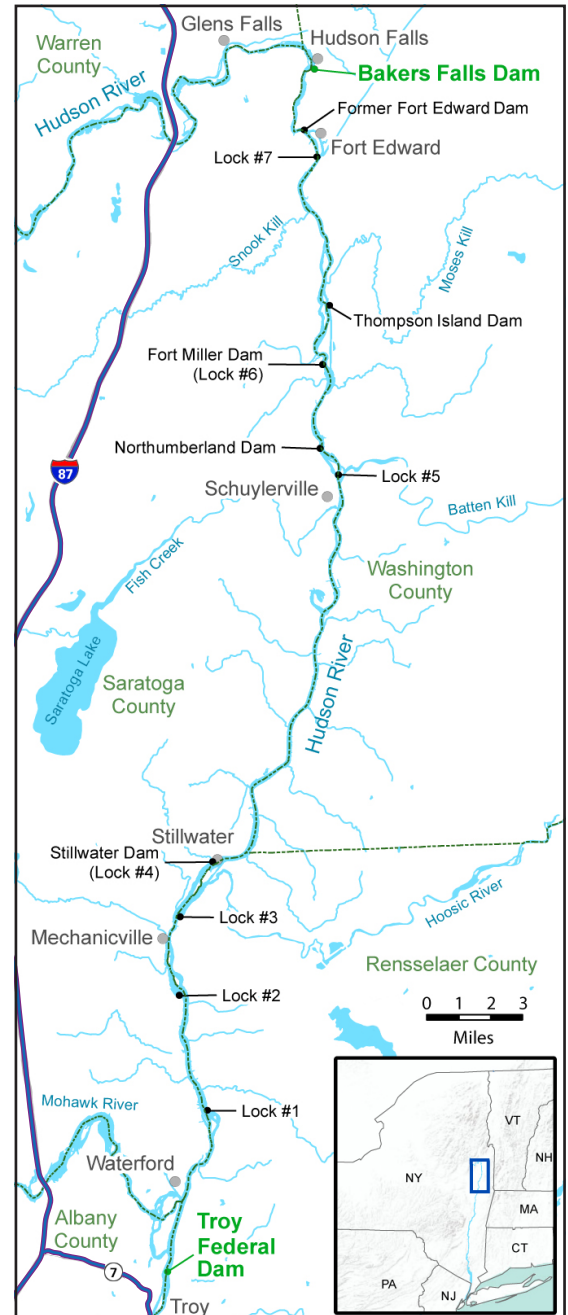 Glens Falls
Hudson Falls
Warren
County
Bakers Falls Dam
Hudson River
Former Fort Edward Dam
Fort Edward
Lock #7
Snook Kill
Moses Kill
Thompson Island Dam
Fort Miller Dam
(Lock #6)
Northumberland Dam
87
Lock #5
Schuylerville
Batten Kill
Fish Creek
Washington
County
Saratoga Lake
Saratoga
County
Hudson River
Stillwater
Stillwater Dam
(Lock #4)
Hoosic River
Lock #3
Mechanicville
Rensselaer County
Lock #2
0 1 2 3
Miles
Mohawk River
Lock #1
Waterford
Albany
County
Troy
Federal
Dam
7
Troy
VT
NH
NY
MA
CT
PA
NJ